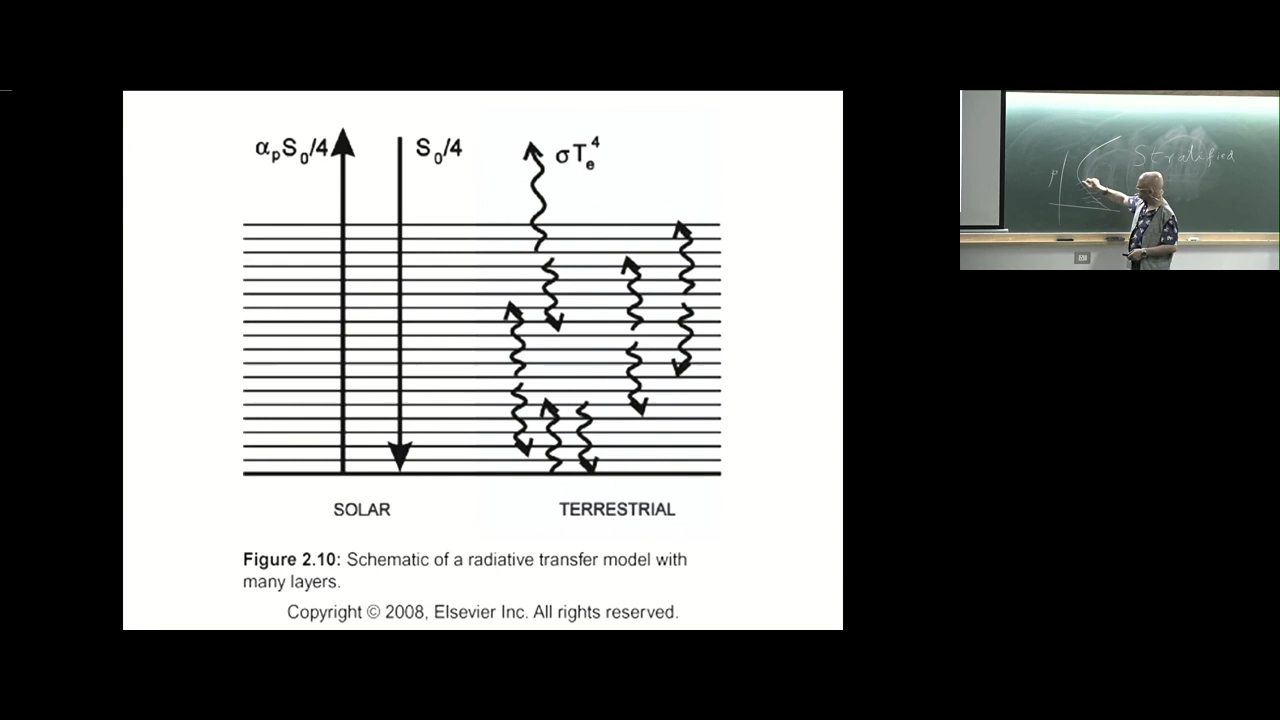 αₚS₀/4
S₀/4
σTₑ⁴
SOLAR
TERRESTRIAL
Figure 2.10: Schematic of a radiative transfer model with
many layers.
Copyright © 2008, Elsevier Inc. All rights reserved.
P
Stratified